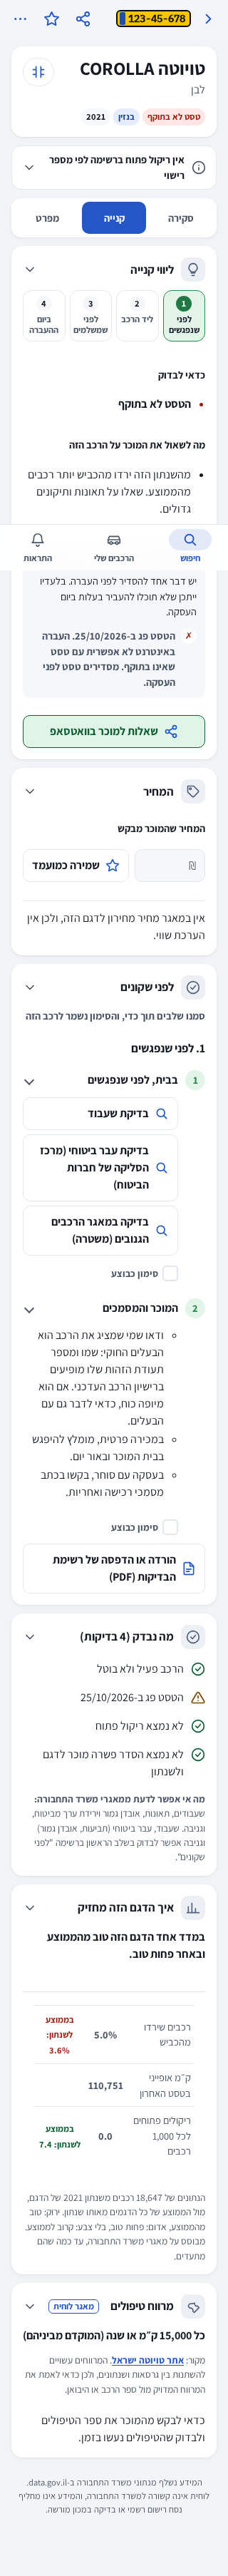 123-45-678
טויוטה COROLLA
לבן
טסט לא בתוקף
בנזין
2021
אין ריקול פתוח ברשימה לפי מספר
רישוי
סקירה
קנייה
מפרט
ליווי קנייה
1
לפני
שנפגשים
2
ליד הרכב
3
לפני
שמשלמים
4
ביום
ההעברה
כדאי לבדוק
הטסט לא בתוקף
מה לשאול את המוכר על הרכב הזה
מהשנתון הזה ירדו מהכביש יותר רכבים
מהממוצע. שאלו על תאונות ותיקונים
גדולים.
חיפוש
הרכבים שלי
התראות
יש דבר אחד להסדיר לפני העברה. בלעדיו
ייתכן שלא תוכלו להעביר בעלות ביום
העסקה.
✗ הטסט פג ב-25/10/2026. העברה
באינטרנט לא אפשרית עם טסט
שאינו בתוקף. מסדירים טסט לפני
העסקה.
שאלות למוכר בוואטסאפ
המחיר
המחיר שהמוכר מבקש
₪
שמירה כמועמד
אין במאגר מחיר מחירון לדגם הזה, ולכן אין
הערכת שווי.
לפני שקונים
סמנו שלבים תוך כדי, והסימון נשמר לרכב הזה
1. לפני שנפגשים
1
בבית, לפני שנפגשים
בדיקת שעבוד
בדיקת עבר ביטוחי (מרכז
הסליקה של חברות
הביטוח)
בדיקה במאגר הרכבים
הגנובים (משטרה)
סימון כבוצע
2
המוכר והמסמכים
ודאו שמי שמציג את הרכב הוא
הבעלים החוקי: שמו ומספר
תעודת הזהות שלו מופיעים
ברישיון הרכב העדכני. אם הוא
מיופה כוח, כדאי לדבר גם עם
הבעלים.
במכירה פרטית, מומלץ להיפגש
בבית המוכר ובאור יום.
בעסקה עם סוחר, בקשו בכתב
מסמכי רכישה ואחריות.
סימון כבוצע
הורדה או הדפסה של רשימת
הבדיקות (PDF)
מה נבדק (4 בדיקות)
הרכב פעיל ולא בוטל
הטסט פג ב-25/10/2026
לא נמצא ריקול פתוח
לא נמצא הסדר פשרה מוכר לדגם
ולשנתון
מה אי אפשר לדעת ממאגרי משרד התחבורה:
שעבודים, תאונות, אובדן גמור וירידת ערך מביטוח,
וגניבה. שעבוד, עבר ביטוחי (תביעות, אובדן גמור)
וגניבה אפשר לבדוק בשלב הראשון ברשימה "לפני
שקונים".
איך הדגם הזה מחזיק
במדד אחד הדגם הזה טוב מהממוצע
ובאחר פחות טוב.
רכבים שירדו
מהכביש
5.0%
בממוצע
לשנתון:
3.6%
ק״מ אופייני
בטסט האחרון
110,751
ריקולים פתוחים
לכל 1,000
רכבים
0.0
בממוצע
לשנתון: 7.4
הנתונים של 18,647 רכבים משנתון 2021 של הדגם,
מול הממוצע של כל הדגמים מאותו שנתון. ירוק: טוב
מהממוצע, אדום: פחות טוב, בלי צבע: קרוב לממוצע.
מבוסס על מאגרי משרד התחבורה, עד כמה שהם
מתעדים.
מרווח טיפולים
מאגר לוחית
כל 15,000 ק״מ או שנה (המוקדם מביניהם)
מקור: אתר טויוטה ישראל. המרווחים עשויים
להשתנות בין גרסאות ושנתונים, ולכן כדאי לאמת את
המרווח המדויק מול ספר הרכב או היבואן.
כדאי לבקש מהמוכר את ספר הטיפולים
ולבדוק שהטיפולים נעשו בזמן.
המידע נשלף מנתוני משרד התחבורה ב-data.gov.il.
לוחית אינה קשורה למשרד התחבורה, והמידע אינו מחליף
נסח רישום רשמי או בדיקה במכון מורשה.